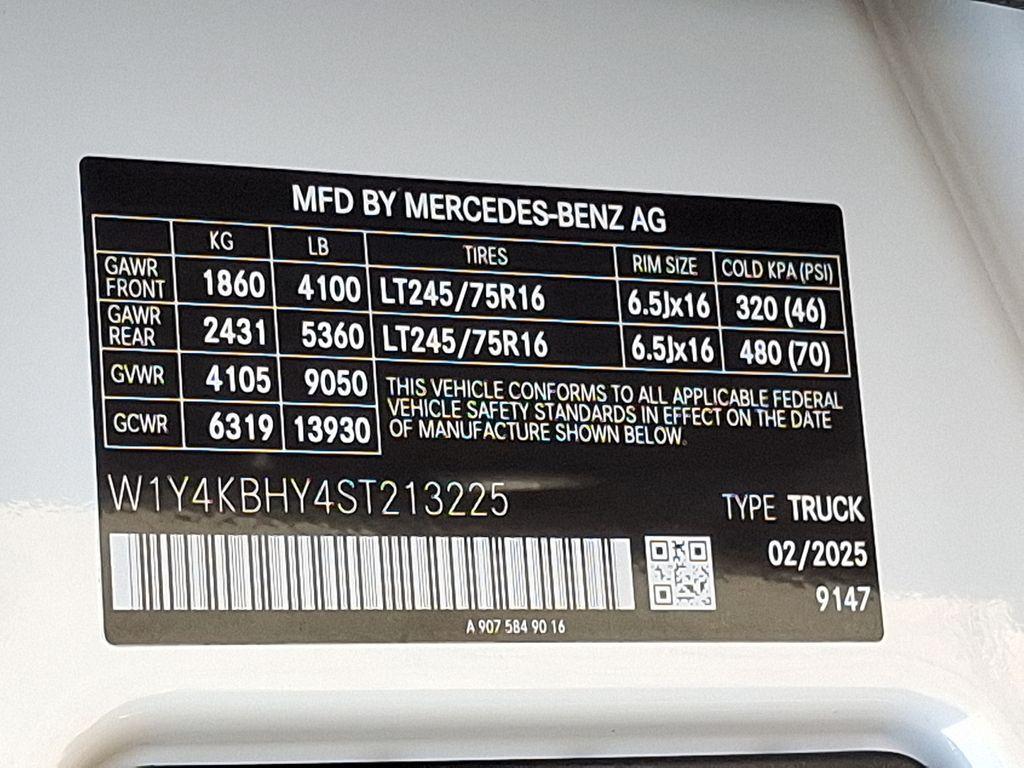 MFD BY MERCEDES-BENZ AG
KG LB TIRES RIM SIZE COLD KPA (PSI)
GAWR FRONT 1860 4100 LT245/75R16 6.5Jx16 320 (46)
GAWR REAR 2431 5360 LT245/75R16 6.5Jx16 480 (70)
GVWR 4105 9050
GCWR 6319 13930
THIS VEHICLE CONFORMS TO ALL APPLICABLE FEDERAL
VEHICLE SAFETY STANDARDS IN EFFECT ON THE DATE
OF MANUFACTURE SHOWN BELOW.
W1Y4KBHY4ST213225
TYPE TRUCK
02/2025
9147
A 907 584 90 16